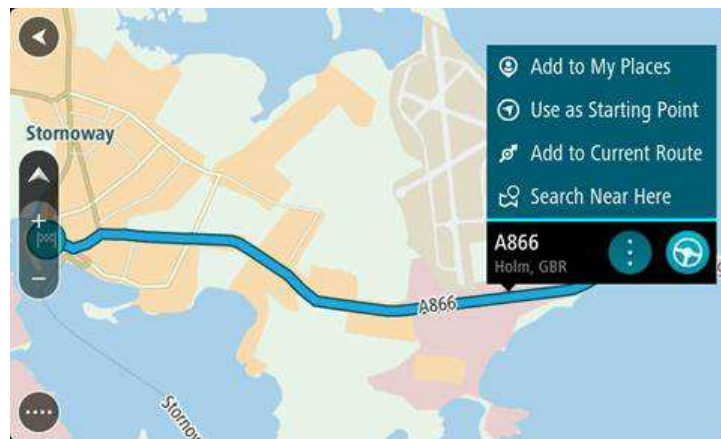 Add to My Places
Use as Starting Point
Stornoway
Add to Current Route
Search Near Here
A866
Holm, GBR
A866
Stornow